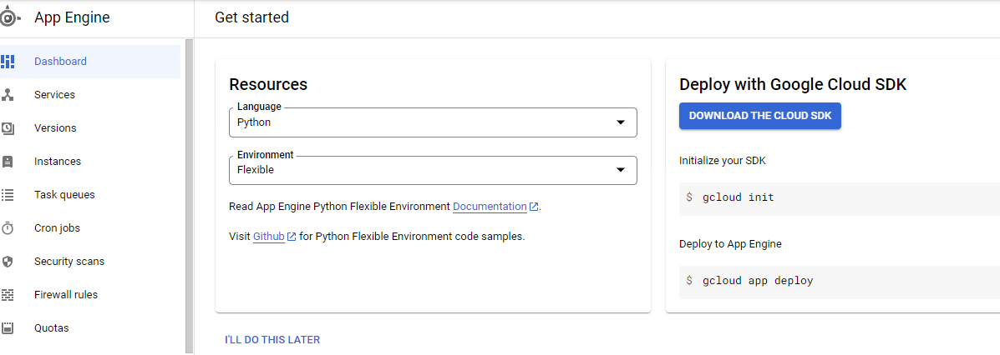 App Engine
Get started
Dashboard
Services
Versions
Instances
Task queues
Cron jobs
Security scans
Firewall rules
Quotas
Resources
Language
Python
Environment
Flexible
Read App Engine Python Flexible Environment Documentation.
Visit Github for Python Flexible Environment code samples.
I'LL DO THIS LATER
Deploy with Google Cloud SDK
DOWNLOAD THE CLOUD SDK
Initialize your SDK
$ gcloud init
Deploy to App Engine
$ gcloud app deploy